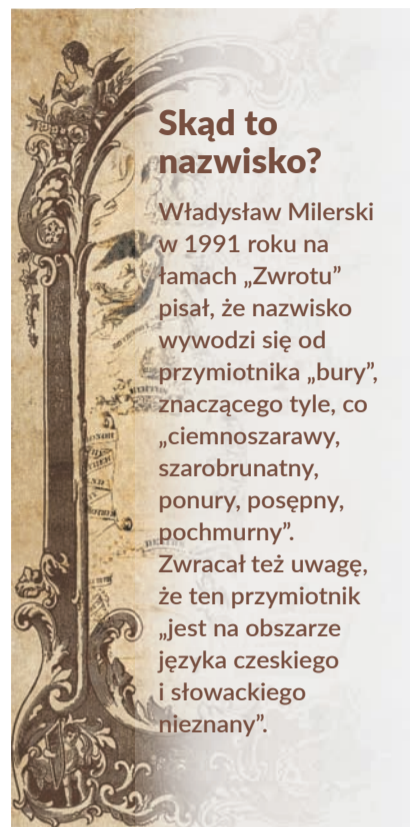 Skąd to
nazwisko?
Władysław Milerski
w 1991 roku na
łamach „Zwrotu”
pisał, że nazwisko
wywodzi się od
przymiotnika „bury”,
znaczącego tyle, co
„ciemnoszarawy,
szarobrunatny,
ponury, posępny,
pochmurny”.
Zwracał też uwagę,
że ten przymiotnik
„jest na obszarze
języka czeskiego
i słowackiego
nieznany”.